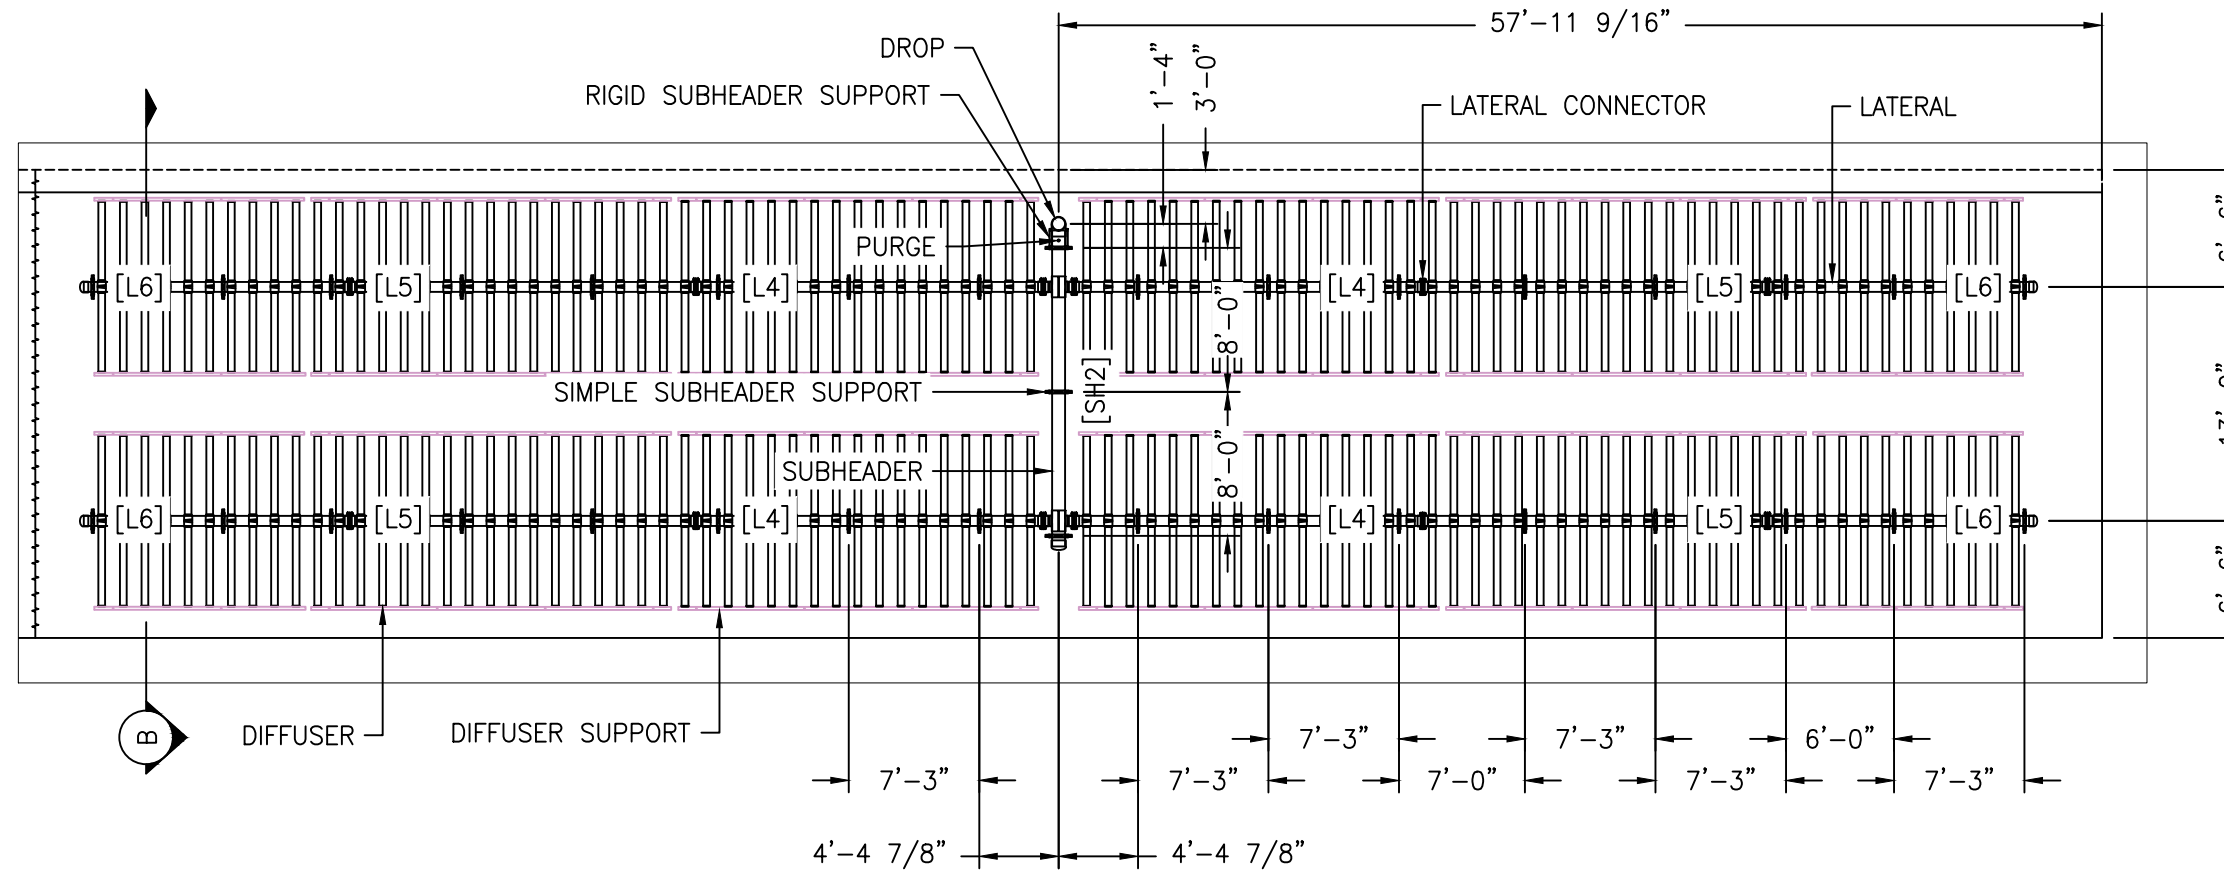 57'-11 9/16"
DROP
1'-4"
3'-0"
RIGID SUBHEADER SUPPORT
LATERAL CONNECTOR
LATERAL
PURGE
[L6]
[L5]
[L4]
[L4]
[L5]
[L6]
8'-0"
SIMPLE SUBHEADER SUPPORT
[SH2]
8'-0"
SUBHEADER
[L6]
[L5]
[L4]
[L4]
[L5]
[L6]
B
DIFFUSER
DIFFUSER SUPPORT
7'-3"
7'-3"
6'-0"
7'-3"
7'-3"
7'-0"
7'-3"
7'-3"
4'-4 7/8"
4'-4 7/8"